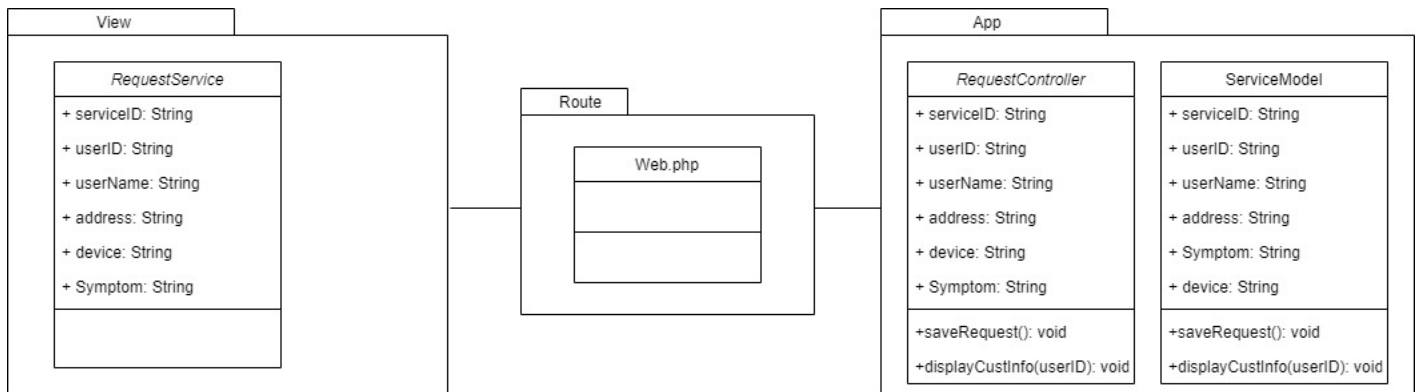 View
RequestService
+ serviceID: String
+ userID: String
+ userName: String
+ address: String
+ device: String
+ Symptom: String
Route
Web.php
App
RequestController
+ serviceID: String
+ userID: String
+ userName: String
+ address: String
+ device: String
+ Symptom: String
+saveRequest(): void
+displayCustInfo(userID): void
ServiceModel
+ serviceID: String
+ userID: String
+ userName: String
+ address: String
+ Symptom: String
+ device: String
+saveRequest(): void
+displayCustInfo(userID): void